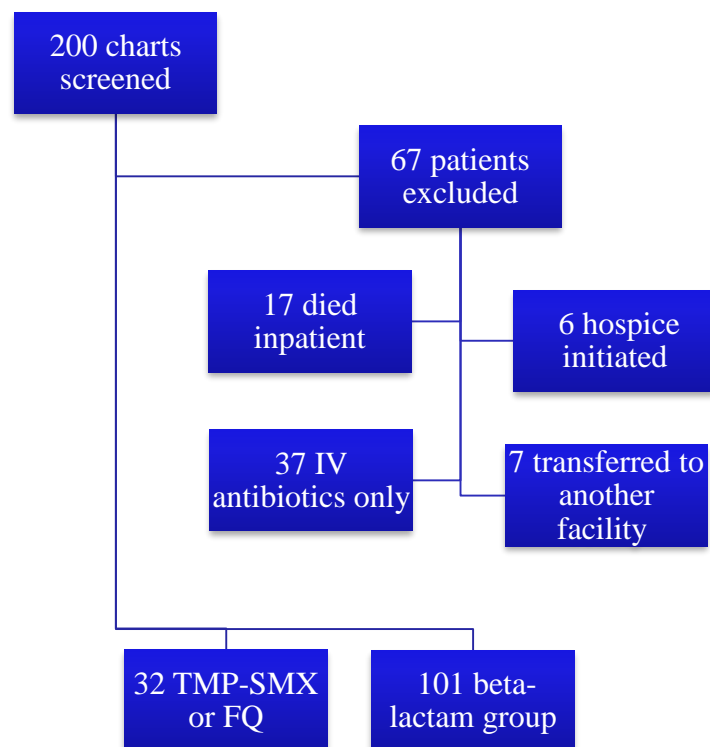 200 charts
screened
67 patients
excluded
17 died
inpatient
6 hospice
initiated
37 IV
antibiotics only
7 transferred to
another
facility
32 TMP-SMX
or FQ
101 beta-
lactam group